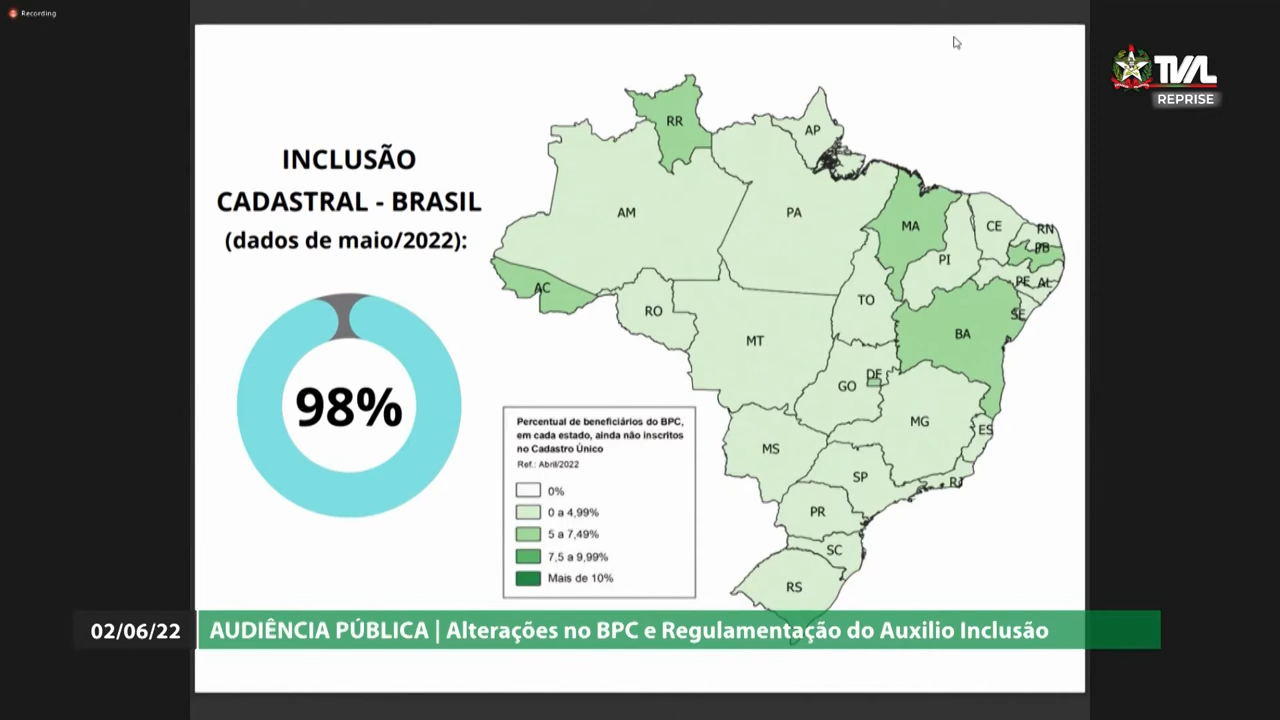 Recording
TVAL
REPRISE
INCLUSÃO
CADASTRAL - BRASIL
(dados de maio/2022):
98%
RR
AP
AM
PA
MA
CE
RN
PB
PI
PE
AL
AC
SE
RO
TO
BA
MT
DF
GO
MG
ES
MS
SP
RJ
PR
SC
RS
Percentual de beneficiários do BPC,
em cada estado, ainda não inscritos
no Cadastro Único
Ref.: Abril/2022
0%
0 a 4,99%
5 a 7,49%
7,5 a 9,99%
Mais de 10%
02/06/22
AUDIÊNCIA PÚBLICA | Alterações no BPC e Regulamentação do Auxilio Inclusão